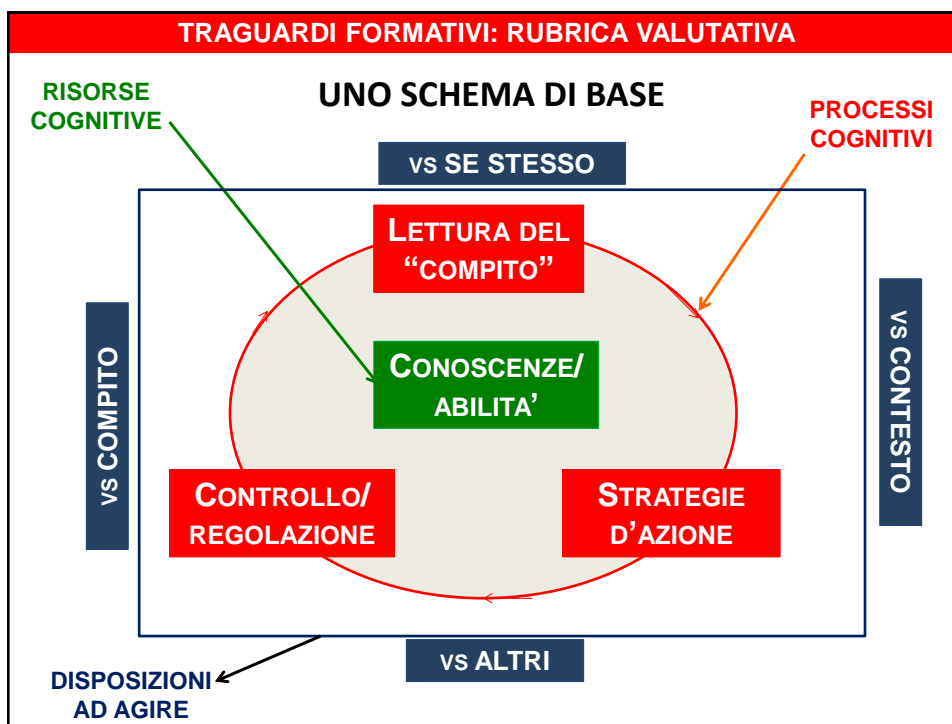 TRAGUARDI FORMATIVI: RUBRICA VALUTATIVA
RISORSE
COGNITIVE
UNO SCHEMA DI BASE
PROCESSI
COGNITIVI
VS SE STESSO
LETTURA DEL
“COMPITO”
VS COMPITO
CONOSCENZE/
ABILITA’
VS CONTESTO
CONTROLLO/
REGOLAZIONE
STRATEGIE
D’AZIONE
VS ALTRI
DISPOSIZIONI
AD AGIRE